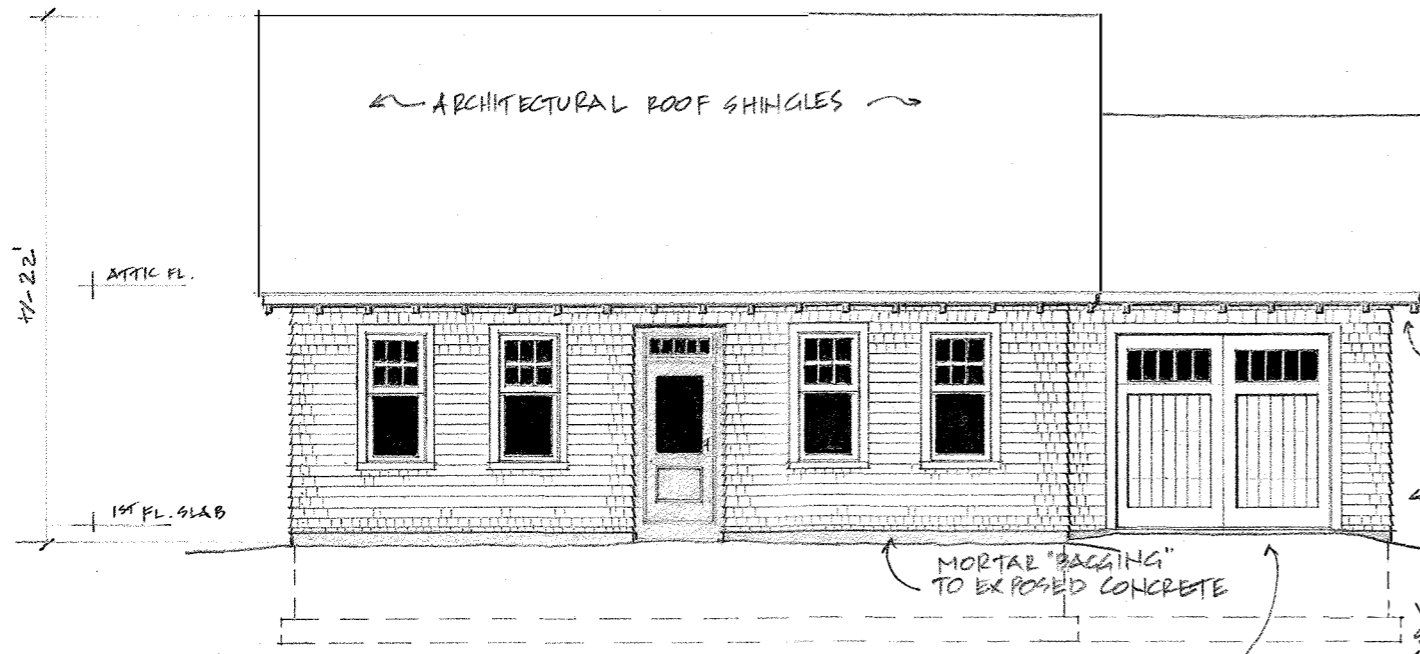 ARCHITECTURAL ROOF SHINGLES
+/-22'
ATTIC FL.
1ST FL. SLAB
MORTAR "BAGGING"
TO EXPOSED CONCRETE